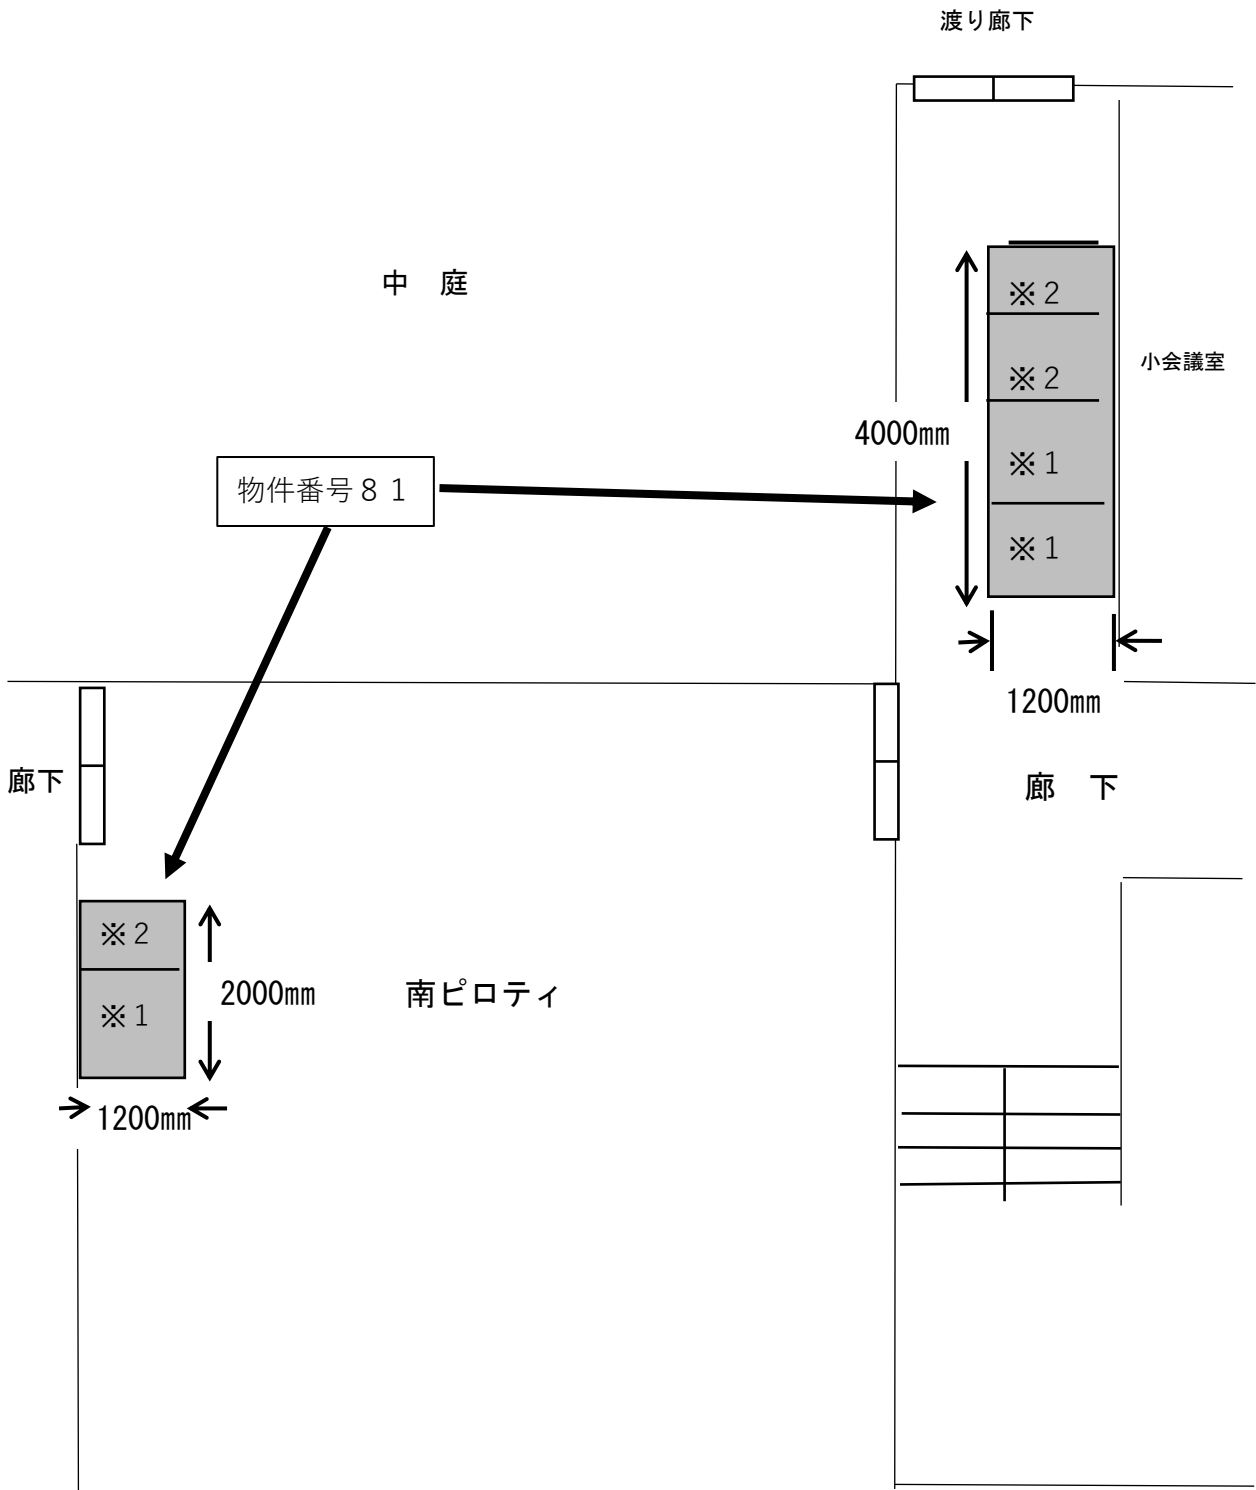 渡り廊下
中　庭
※２
※２
小会議室
4000mm
※１
物件番号８１
※１
1200mm
廊下
廊　下
※２
2000mm
南ピロティ
※１
1200mm